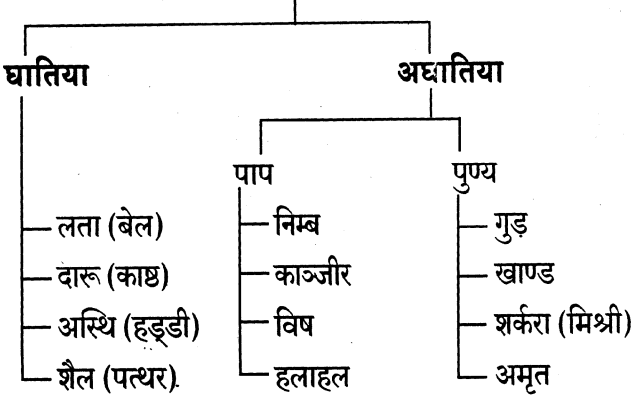 घातिया
अघातिया
पाप
पुण्य
लता (बेल)
दारू (काष्ठ)
अस्थि (हड्डी)
शैल (पत्थर)
निम्ब
काञ्जीर
विष
हलाहल
गुड़
खाण्ड
शर्करा (मिश्री)
अमृत